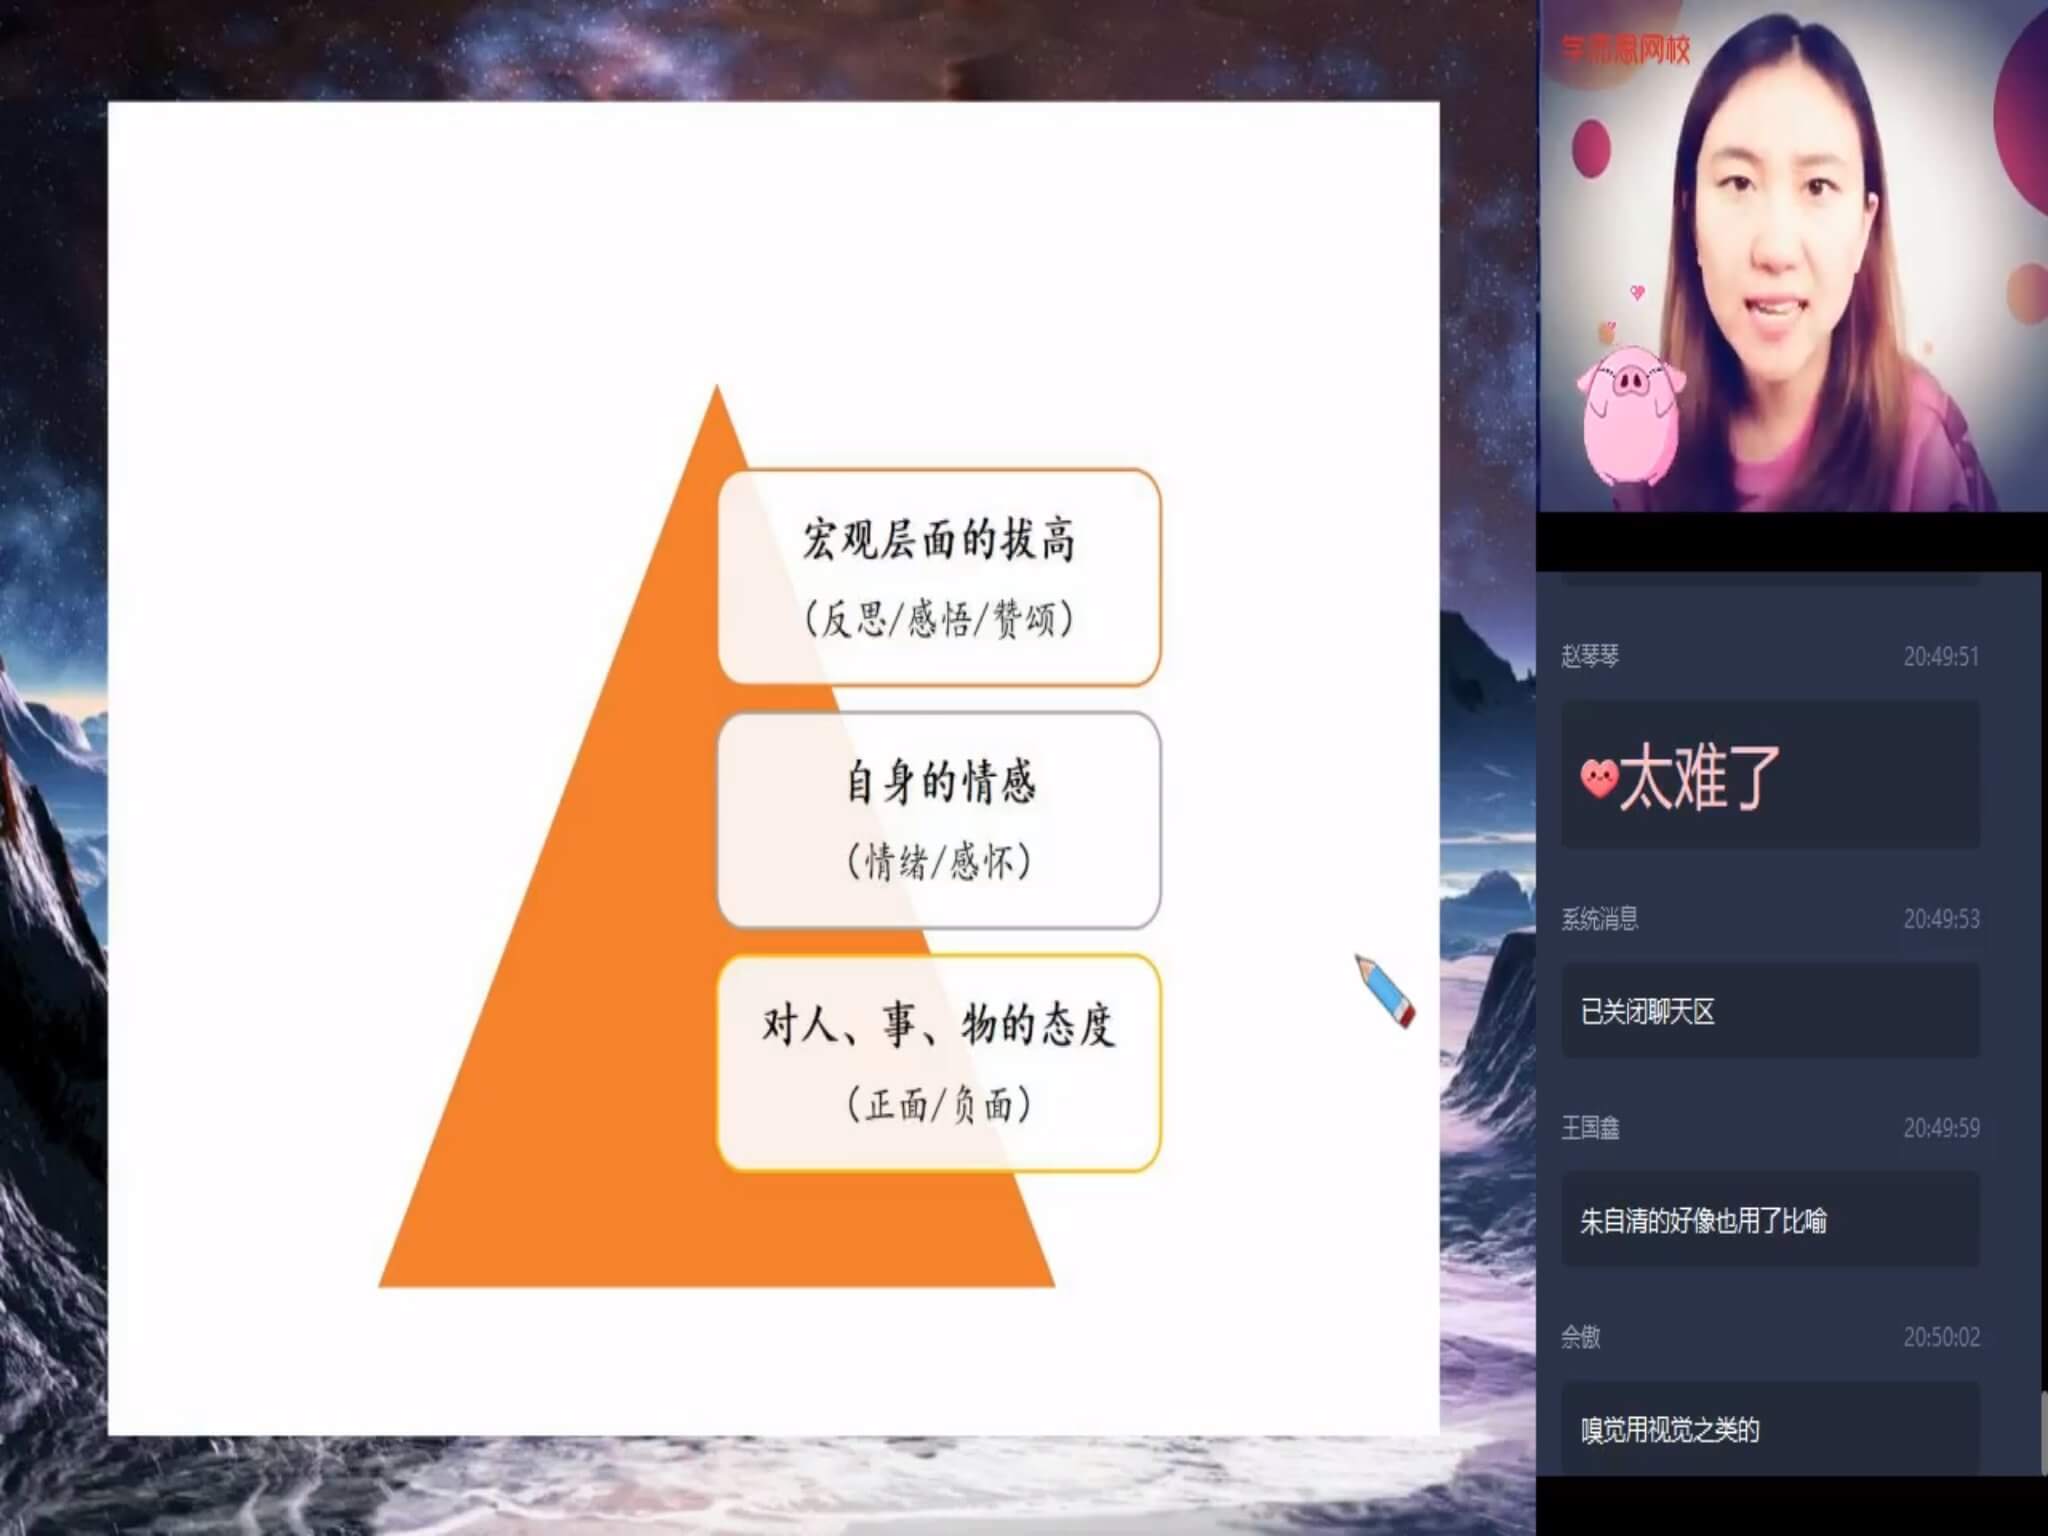 宏观层面的拔高
（反思/感悟/赞颂）
自身的情感
（情绪/感怀）
对人、事、物的态度
（正面/负面）
学而思网校
赵琴琴 20:49:51
太难了
系统消息 20:49:53
已关闭聊天区
王国鑫 20:49:59
朱自清的好像也用了比喻
佘傲 20:50:02
嗅觉用视觉之类的